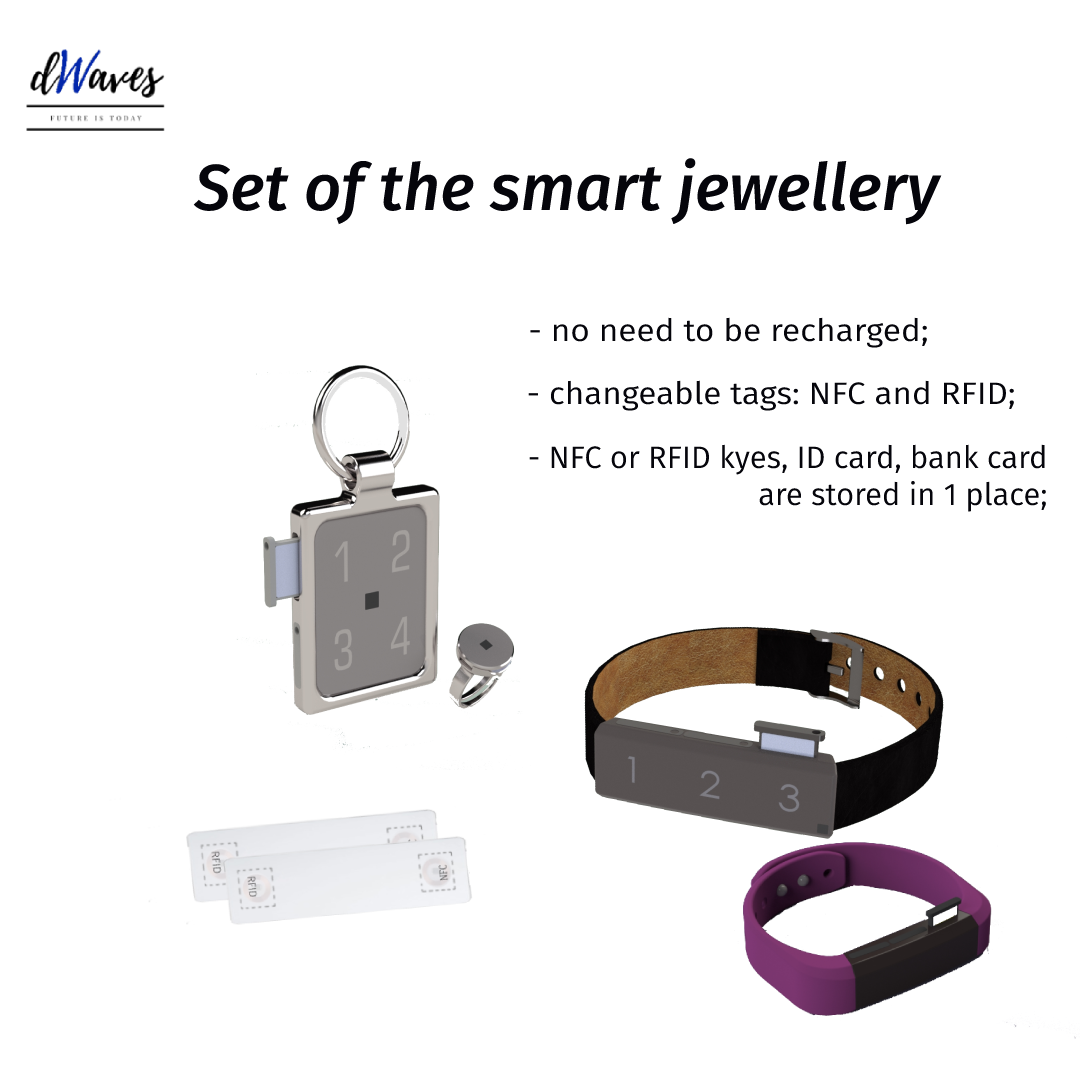 dWaves
FUTURE IS TODAY
Set of the smart jewellery
- no need to be recharged;
- changeable tags: NFC and RFID;
- NFC or RFID kyes, ID card, bank card
are stored in 1 place;
1 2
3 4
1 2 3
RFID
RFID
NFC